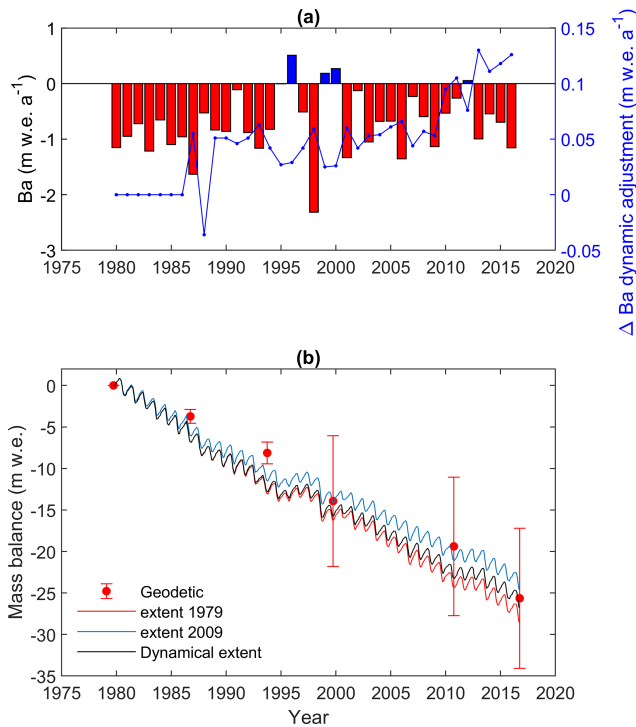 (a)
1
0
-1
-2
-3
Ba (m w.e. a-1)
0.15
0.10
0.05
0
-0.05
Δ Ba dynamic adjustment (m w.e. a-1)
1975 1980 1985 1990 1995 2000 2005 2010 2015 2020
(b)
0
-5
-10
-15
-20
-25
-30
-35
Mass balance (m w.e.)
Geodetic
extent 1979
extent 2009
Dynamical extent
1975 1980 1985 1990 1995 2000 2005 2010 2015 2020
Year